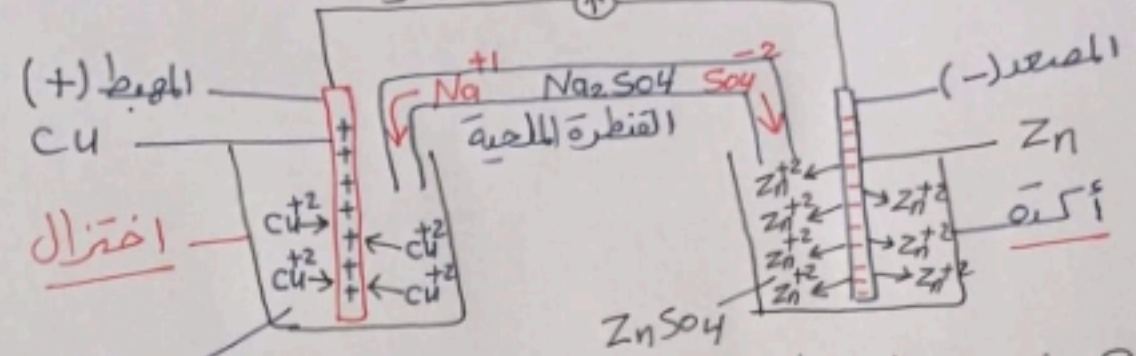 المهبط (+)
Cu
اختزال
Na+1 Na2SO4 SO4-2
القنطرة الملحية
المصعد (-)
Zn
أكسدة
Cu+2 Cu+2
Cu+2 Cu+2
+ + + + + + +
Zn+2
Zn+2 Zn+2
Zn+2 Zn+2
Zn+2 Zn+2
ZnSO4